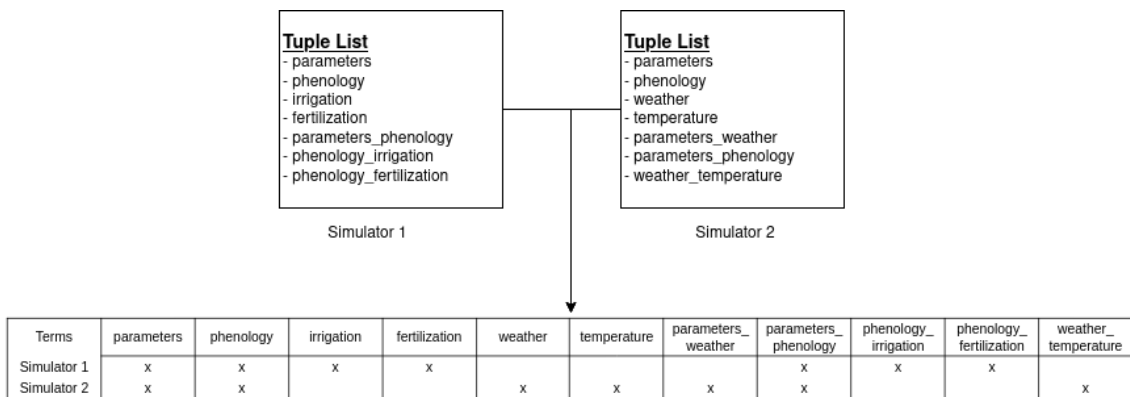 Tuple List
- parameters
- phenology
- irrigation
- fertilization
- parameters_phenology
- phenology_irrigation
- phenology_fertilization
Simulator 1
Tuple List
- parameters
- phenology
- weather
- temperature
- parameters_weather
- parameters_phenology
- weather_temperature
Simulator 2
Terms parameters phenology irrigation fertilization weather temperature parameters_ weather parameters_ phenology phenology_ irrigation phenology_ fertilization weather_ temperature
Simulator 1 x x x x x x x
Simulator 2 x x x x x x x